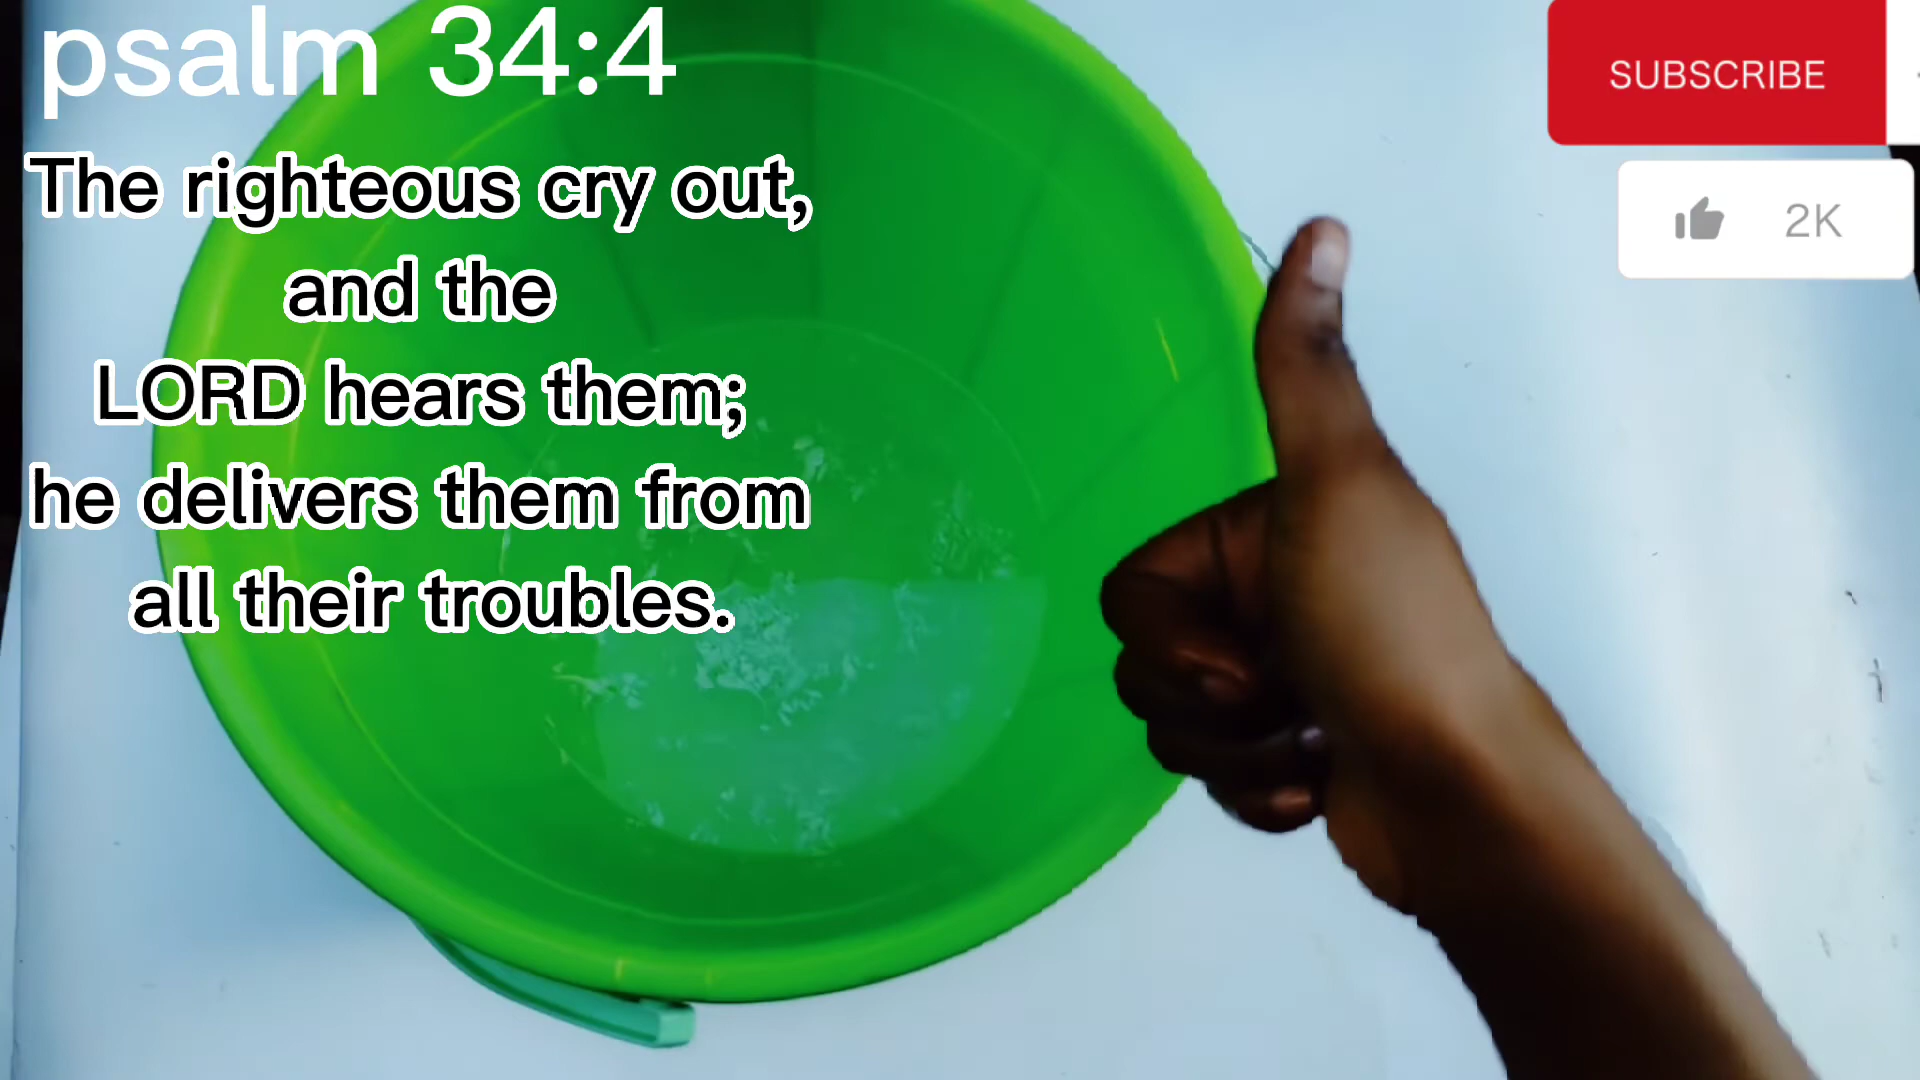 psalm 34:4
The righteous cry out,
and the
LORD hears them;
he delivers them from
all their troubles.
SUBSCRIBE
2K